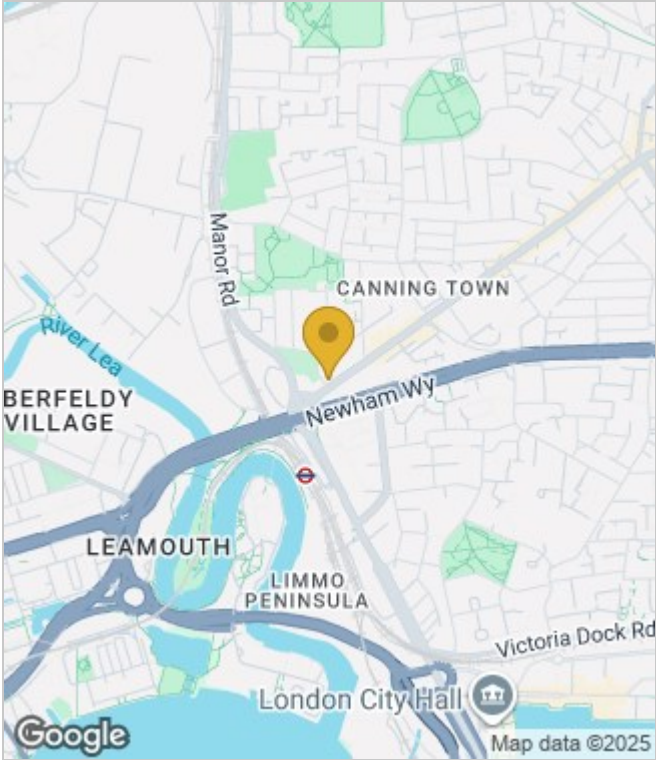 Manor Rd
CANNING TOWN
River Lea
BERFELDY
VILLAGE
Newham Wy
LEAMOUTH
LIMMO
PENINSULA
Victoria Dock Rd
London City Hall
Google
Map data ©2025